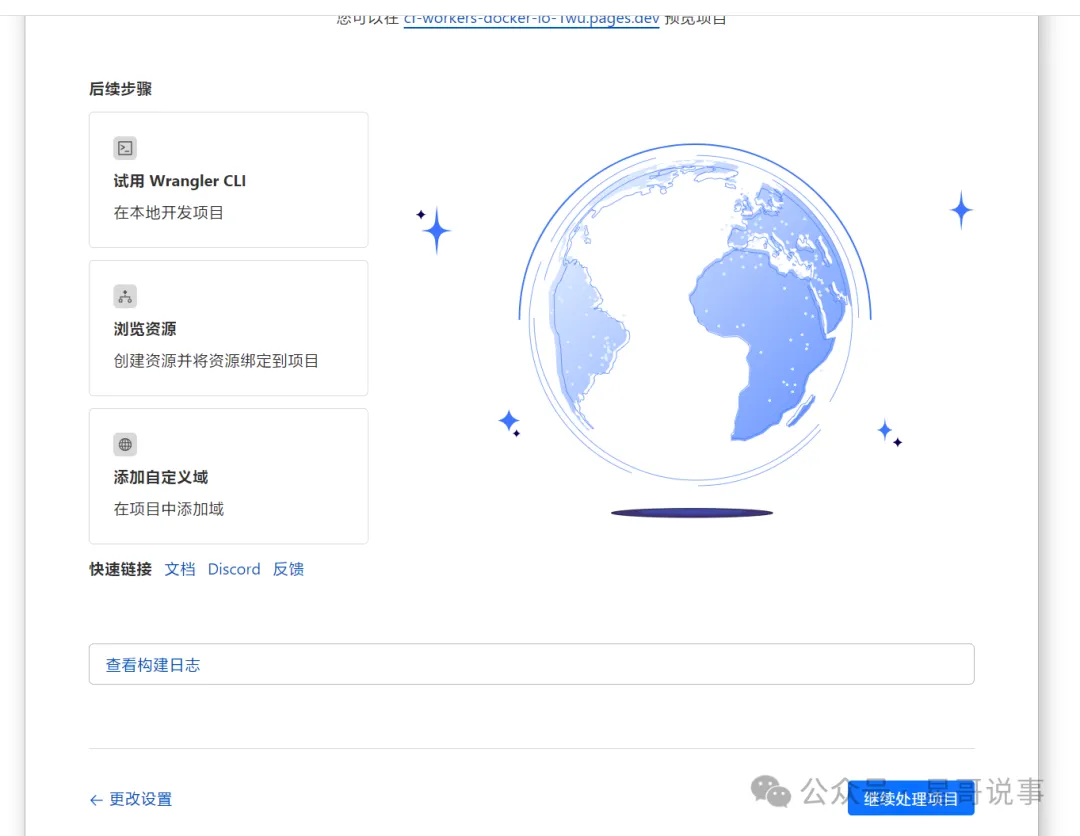 您可以在 cf-workers-docker-io-1wu.pages.dev 预览项目
后续步骤
试用 Wrangler CLI
在本地开发项目
浏览资源
创建资源并将资源绑定到项目
添加自定义域
在项目中添加域
快速链接 文档 Discord 反馈
查看构建日志
← 更改设置
继续处理项目
公众号 · 星哥说事